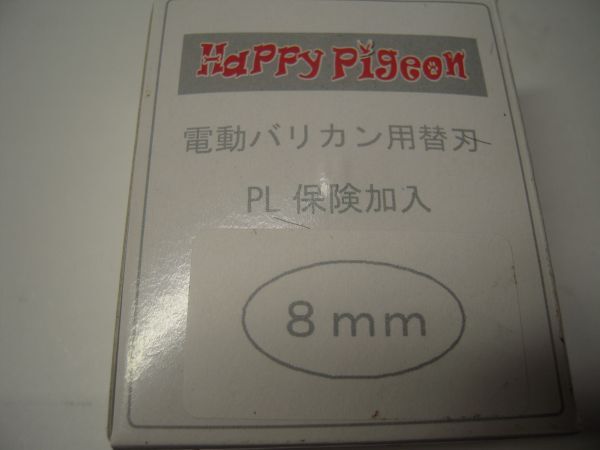 Happy Pigeon
電動バリカン用替刃
PL 保険加入
8mm